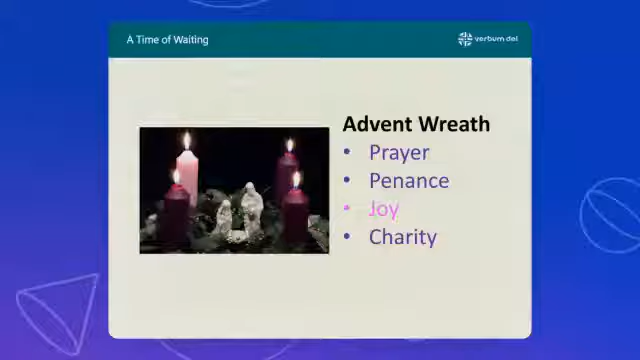 A Time of Waiting
verbum dei
Advent Wreath
• Prayer
• Penance
• Joy
• Charity